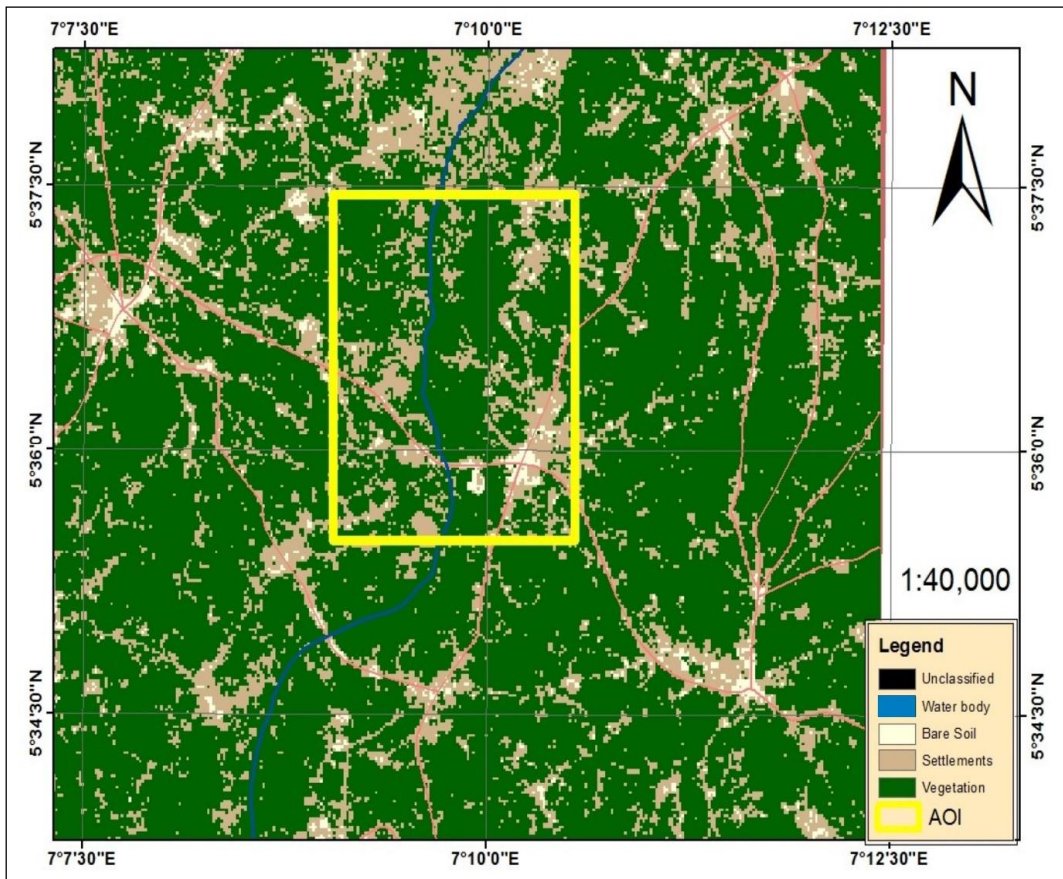 7°7'30"E 7°10'0"E 7°12'30"E
N
5°37'30"N 5°37'30"N
5°36'0"N 5°36'0"N
1:40,000
Legend
Unclassified
Water body
Bare Soil
Settlements
Vegetation
AOI
5°34'30"N 5°34'30"N
7°7'30"E 7°10'0"E 7°12'30"E